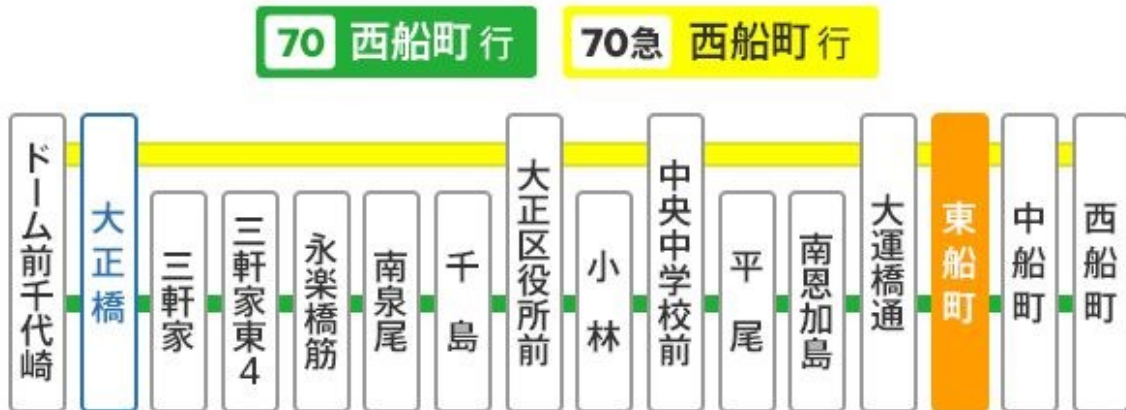 70 西船町行
70急 西船町行
ドーム前千代崎
大正橋
三軒家
三軒家東4
永楽橋筋
南泉尾
千島
大正区役所前
小林
中央中学校前
平尾
南恩加島
大運橋通
東船町
中船町
西船町